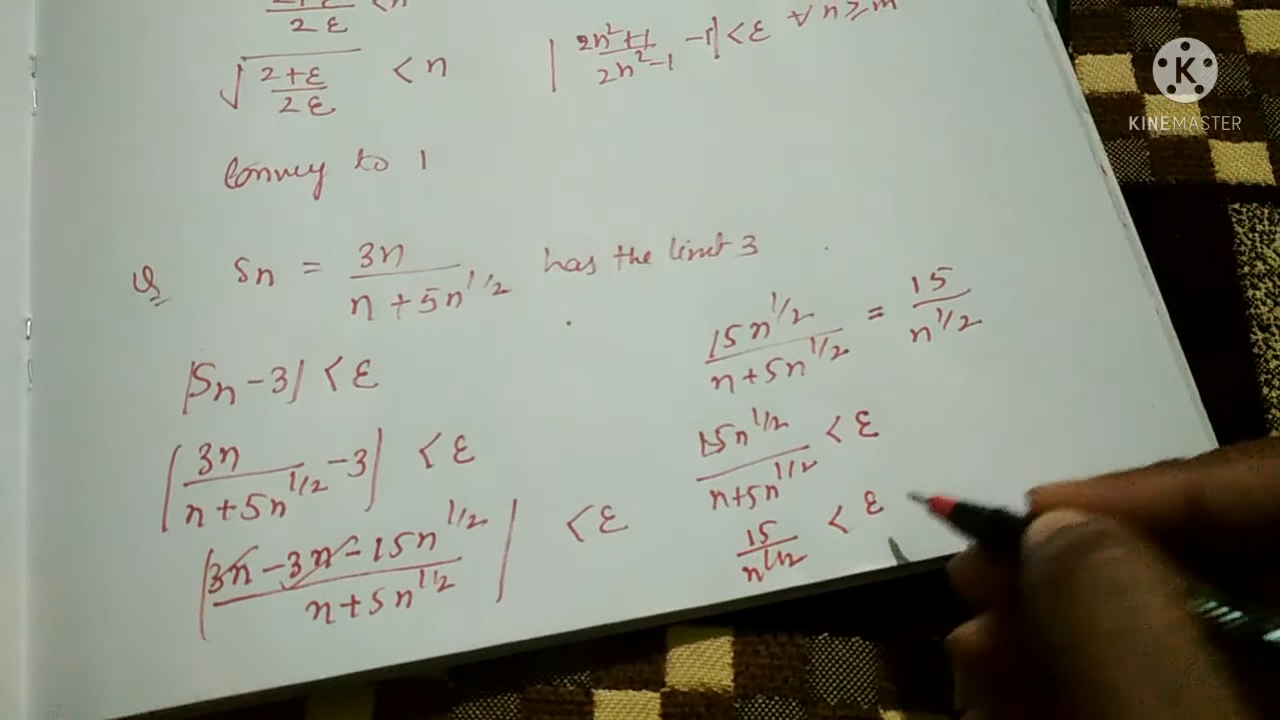 2 ε
√(2+ε / 2ε) < n
| 2n²+1 / 2n²-1 - 1 | < ε ∀ n ≥ m
to 1
Q Sn = 3n / n + 5n^1/2 has the limit 3
|Sn - 3| < ε
| 3n / n + 5n^1/2 - 3 | < ε
| 3n - 3n - 15n^1/2 / n + 5n^1/2 | < ε
15n^1/2 / n + 5n^1/2 = 15 / n^1/2
15n^1/2 / n+5n^1/2 < ε
15 / n^1/2 < ε
K
KINEMASTER